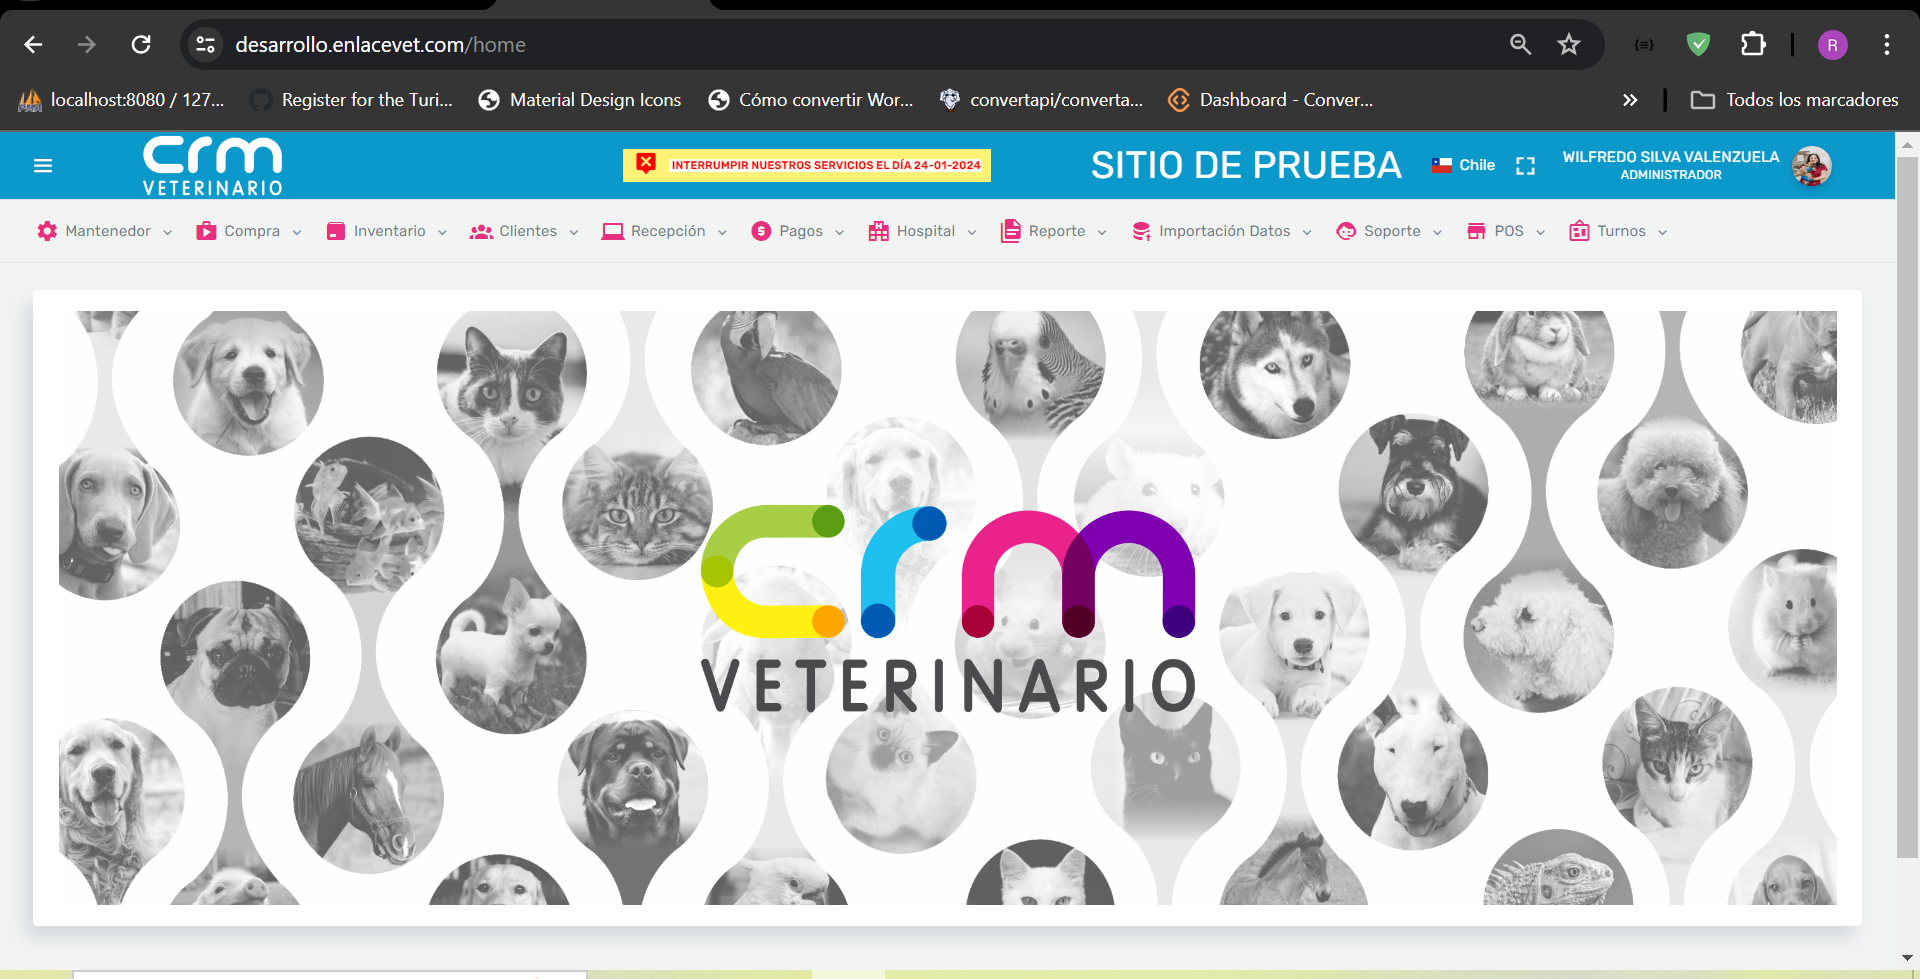 desarrollo.enlacevet.com/home
R
localhost:8080 / 127...
Register for the Turi...
Material Design Icons
Cómo convertir Wor...
convertapi/converta...
Dashboard - Conver...
Todos los marcadores
crm
VETERINARIO
INTERRUMPIR NUESTROS SERVICIOS EL DÍA 24-01-2024
SITIO DE PRUEBA
Chile
WILFREDO SILVA VALENZUELA
ADMINISTRADOR
Mantenedor
Compra
Inventario
Clientes
Recepción
Pagos
Hospital
Reporte
Importación Datos
Soporte
POS
Turnos
crm
VETERINARIO